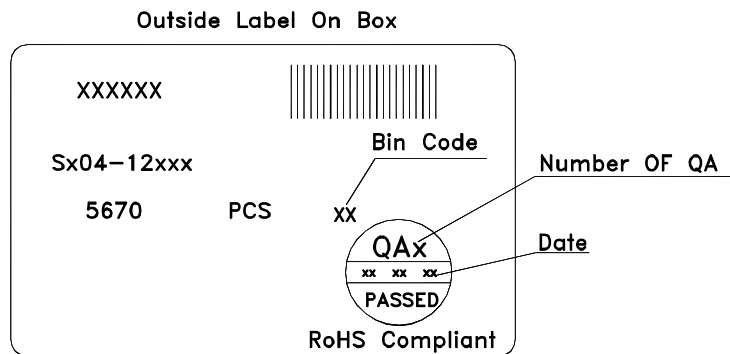 Outside Label On Box
XXXXXX
Bin Code
Sx04-12xxx
Number OF QA
5670 PCS xx
QAx
Date
xx xx xx
PASSED
RoHS Compliant